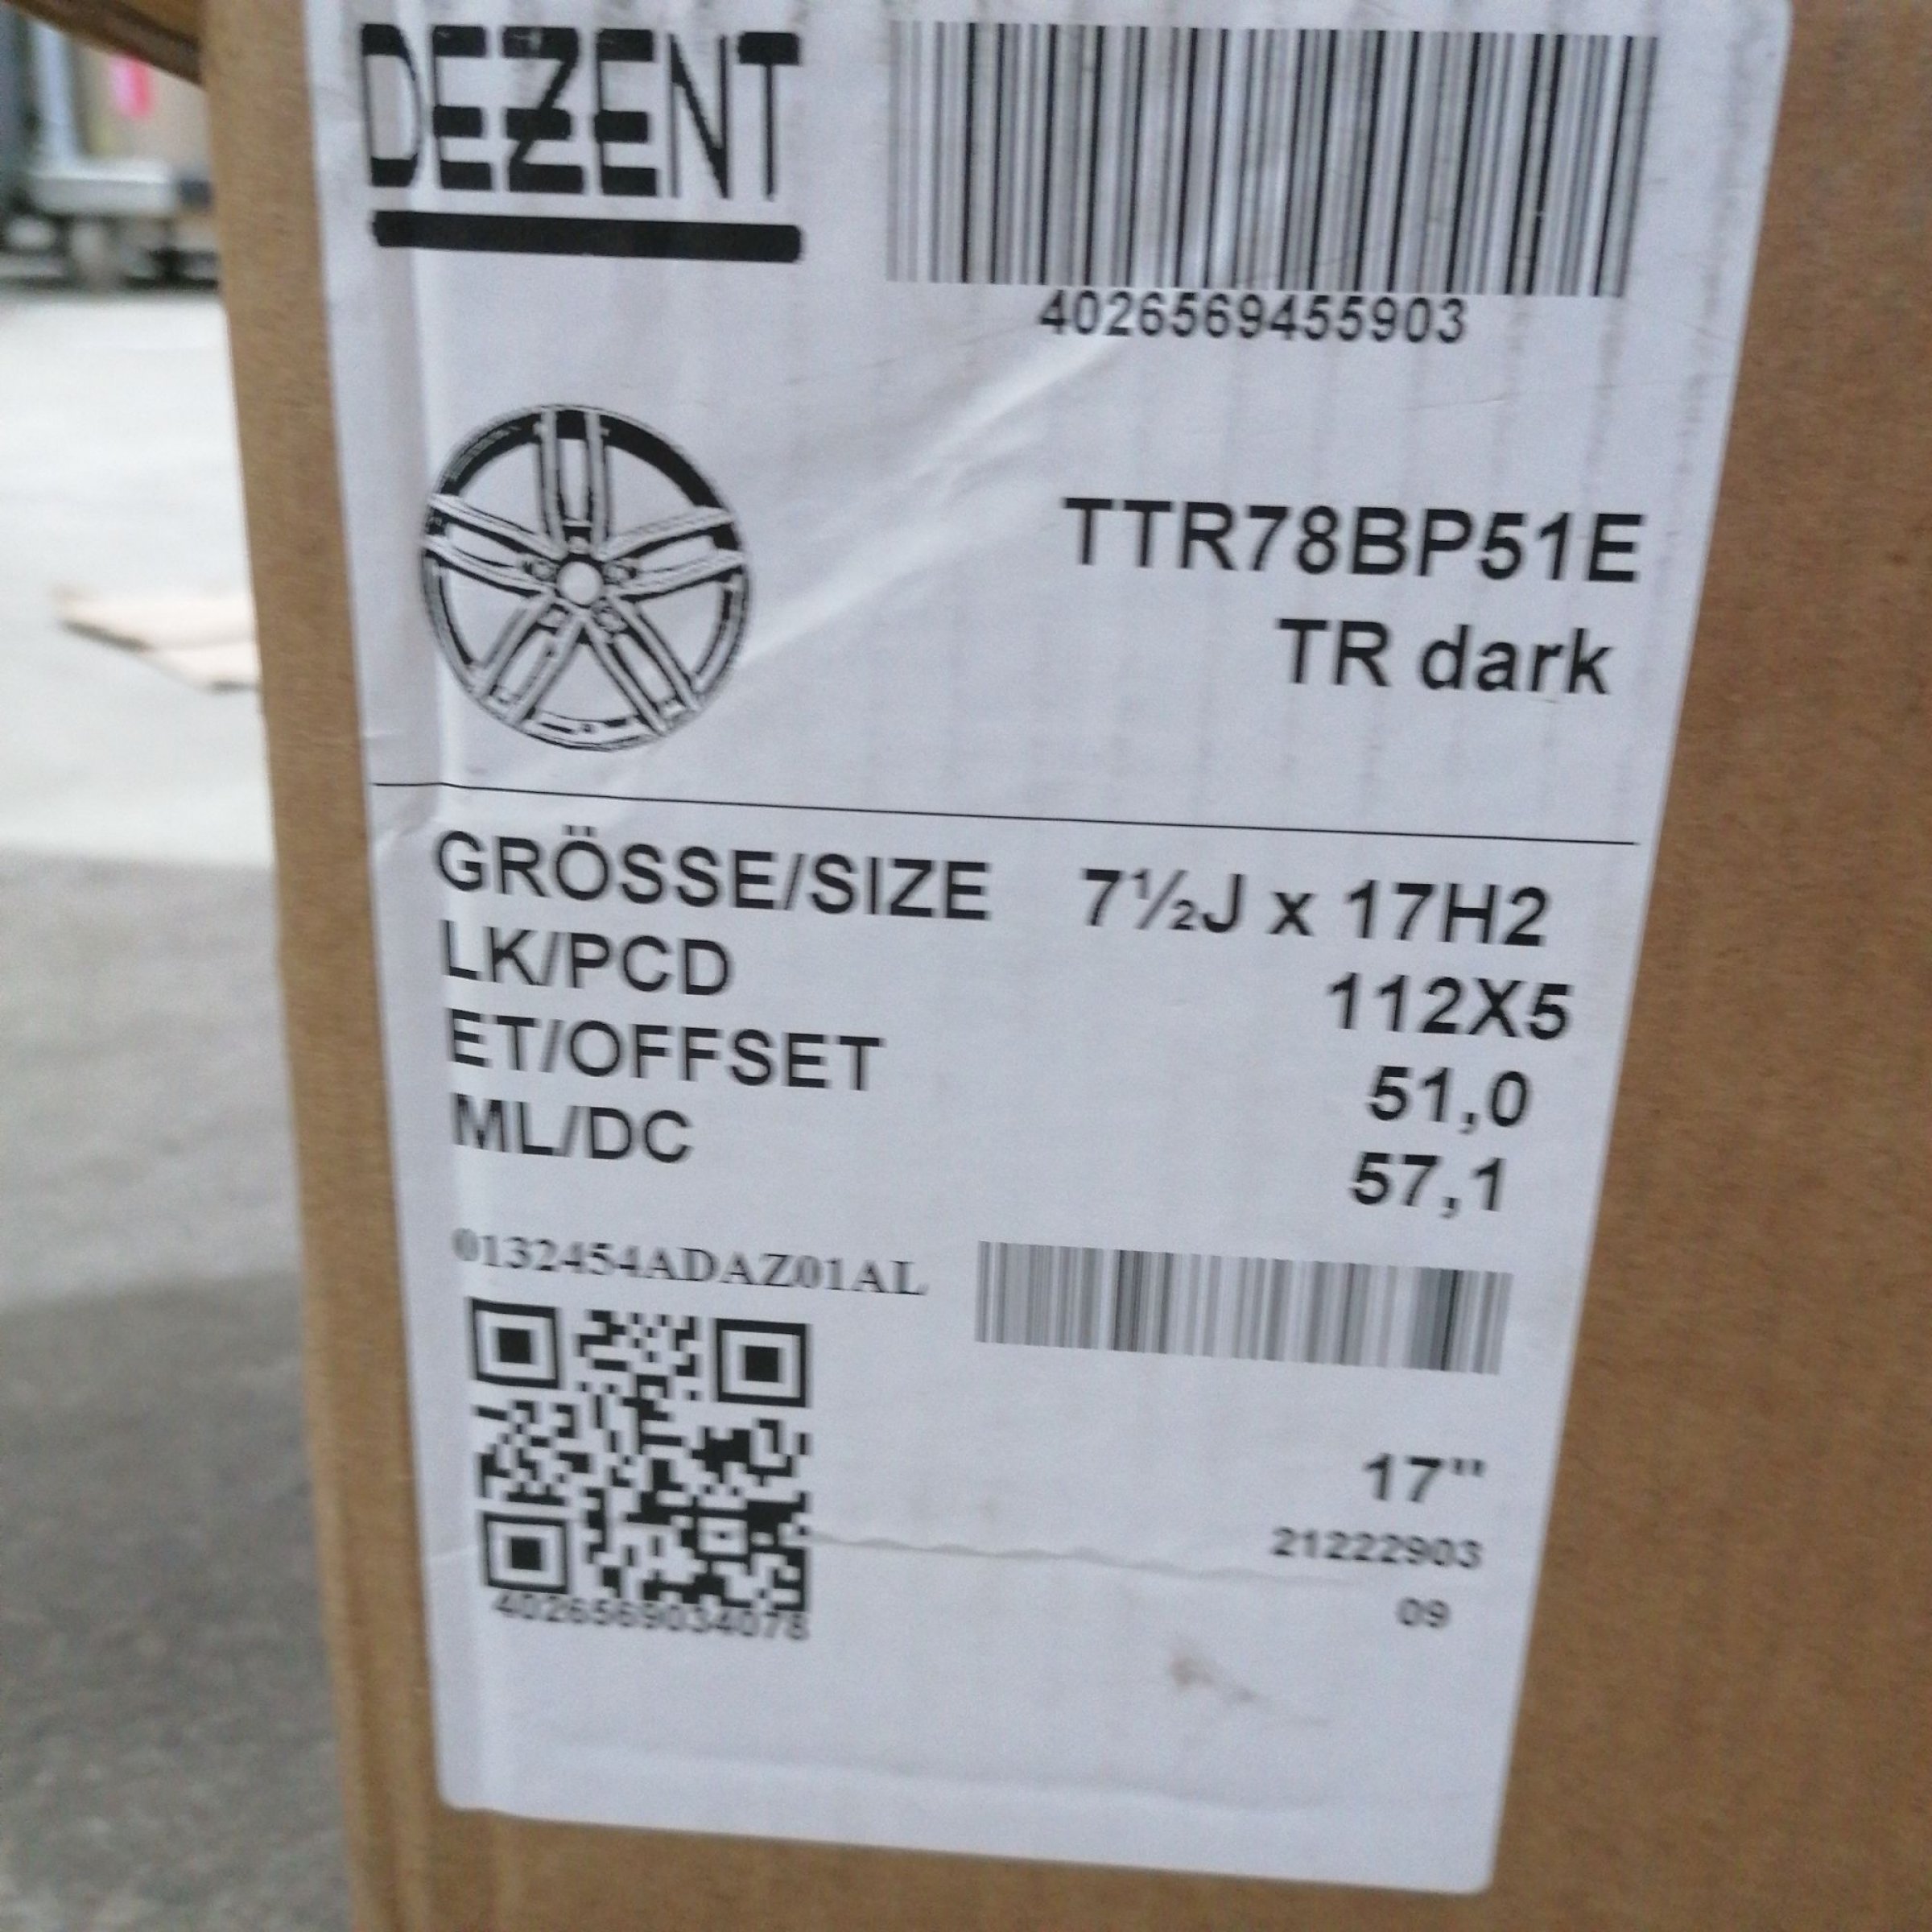 DEZENT
4026569455903
TTR78BP51E
TR dark
GRÖSSE/SIZE 7½J x 17H2
LK/PCD 112X5
ET/OFFSET 51,0
ML/DC 57,1
0132454ADAZ01AL
17"
21222903
09
4026569034078